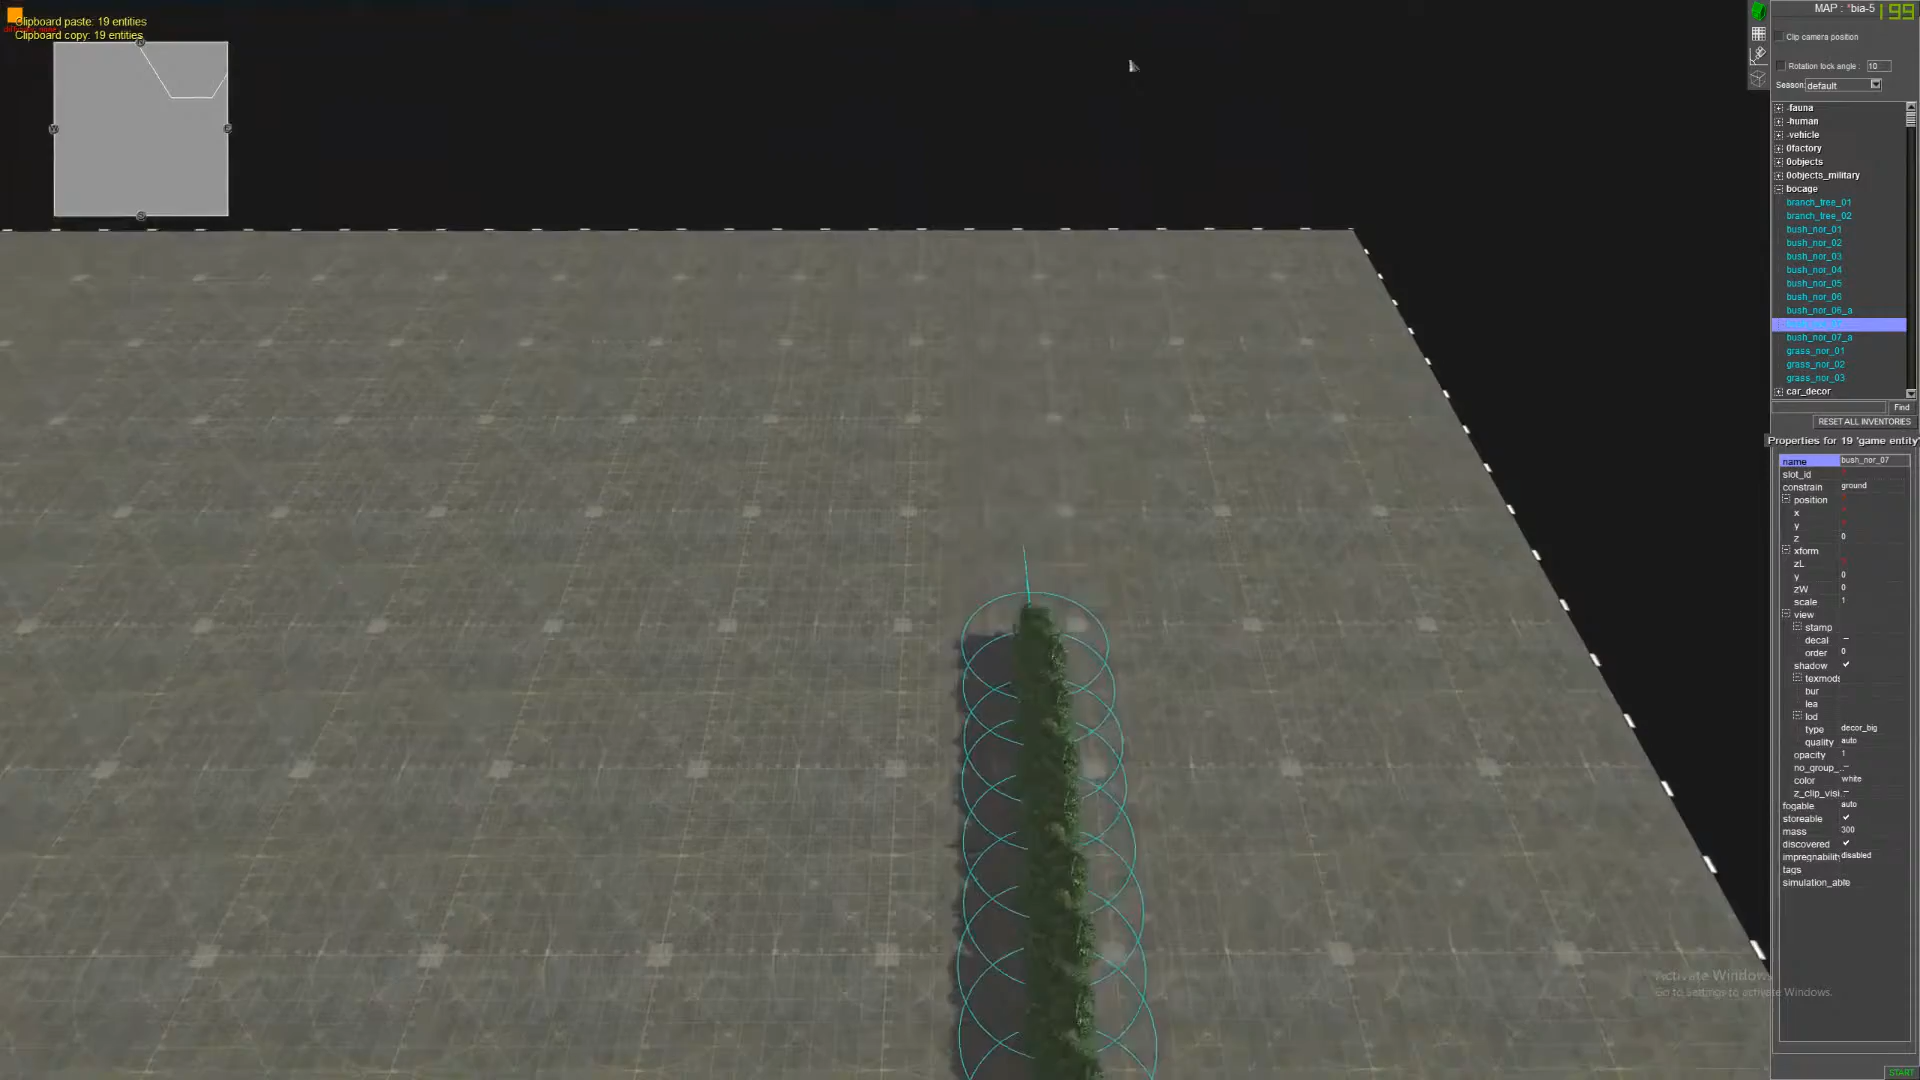 Clipboard paste: 19 entities
Clipboard copy: 19 entities
W
MAP : *bia-5
199
Clip camera position
Rotation lock angle : 10
Season: default
-fauna
-human
-vehicle
0factory
0objects
0objects_military
bocage
branch_tree_01
branch_tree_02
bush_nor_01
bush_nor_02
bush_nor_03
bush_nor_04
bush_nor_05
bush_nor_06
bush_nor_06_a
bush_nor_07_a
grass_nor_01
grass_nor_02
grass_nor_03
car_decor
Find
RESET ALL INVENTORIES
Properties for 19 'game entity'
name bush_nor_07
slot_id
constrain ground
position
x
y
z 0
xform
zL
y 0
zW 0
scale 1
view
stamp
decal
order 0
shadow
texmods
bur
lea
lod
type decor_big
quality auto
opacity 1
no_group_..
color white
z_clip_visi..
fogable auto
storeable
mass 300
discovered
impregnability disabled
tags
simulation_able
Activate Windows
Go to Settings to activate Windows.
START